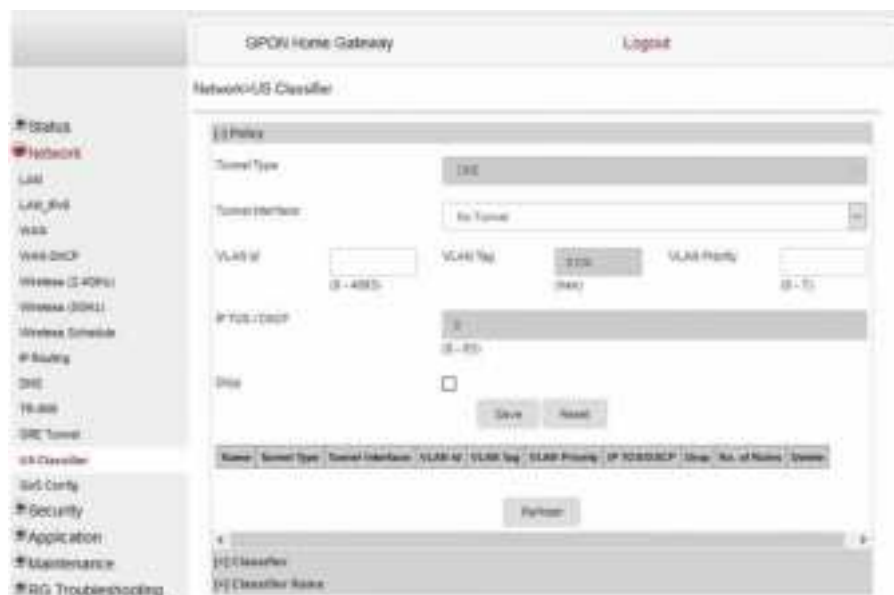 GPON Home Gateway
Logout
Network>US Classifier
Status
Network
LAN
LAN_IPv6
WAN
WAN DHCP
Wireless (2.4GHz)
Wireless (5GHz)
Wireless Schedule
IP Routing
DNS
TR-069
GRE Tunnel
US Classifier
QoS Config
Security
Application
Maintenance
RG Troubleshooting
[-] Policy
Tunnel Type
GRE
Tunnel Interface
No Tunnel
VLAN Id
(0 - 4093)
VLAN Tag
(Hex)
VLAN Priority
(0 - 7)
IP TOS / DSCP
0
(0 - 63)
Drop
Save
Reset
Name Tunnel Type Tunnel Interface VLAN Id VLAN Tag VLAN Priority IP TOS/DSCP Drop No. of Rules Delete
Refresh
[+] Classifier
[+] Classifier Name